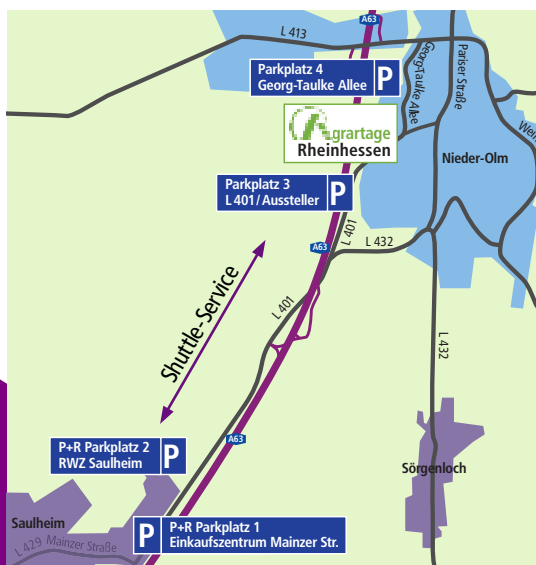 A63
L 413
Parkplatz 4
Georg-Taulke Allee
P
Georg-Taulke Allee
Pariser Straße
Agrartage
Rheinhessen
Nieder-Olm
Parkplatz 3
L 401/Aussteller
P
L 401
A63
L 432
Shuttle-Service
L 401
L 432
A63
P+R Parkplatz 2
RWZ Saulheim
P
Sörgenloch
Saulheim
P
P+R Parkplatz 1
Einkaufszentrum Mainzer Str.
L 429 Mainzer Straße